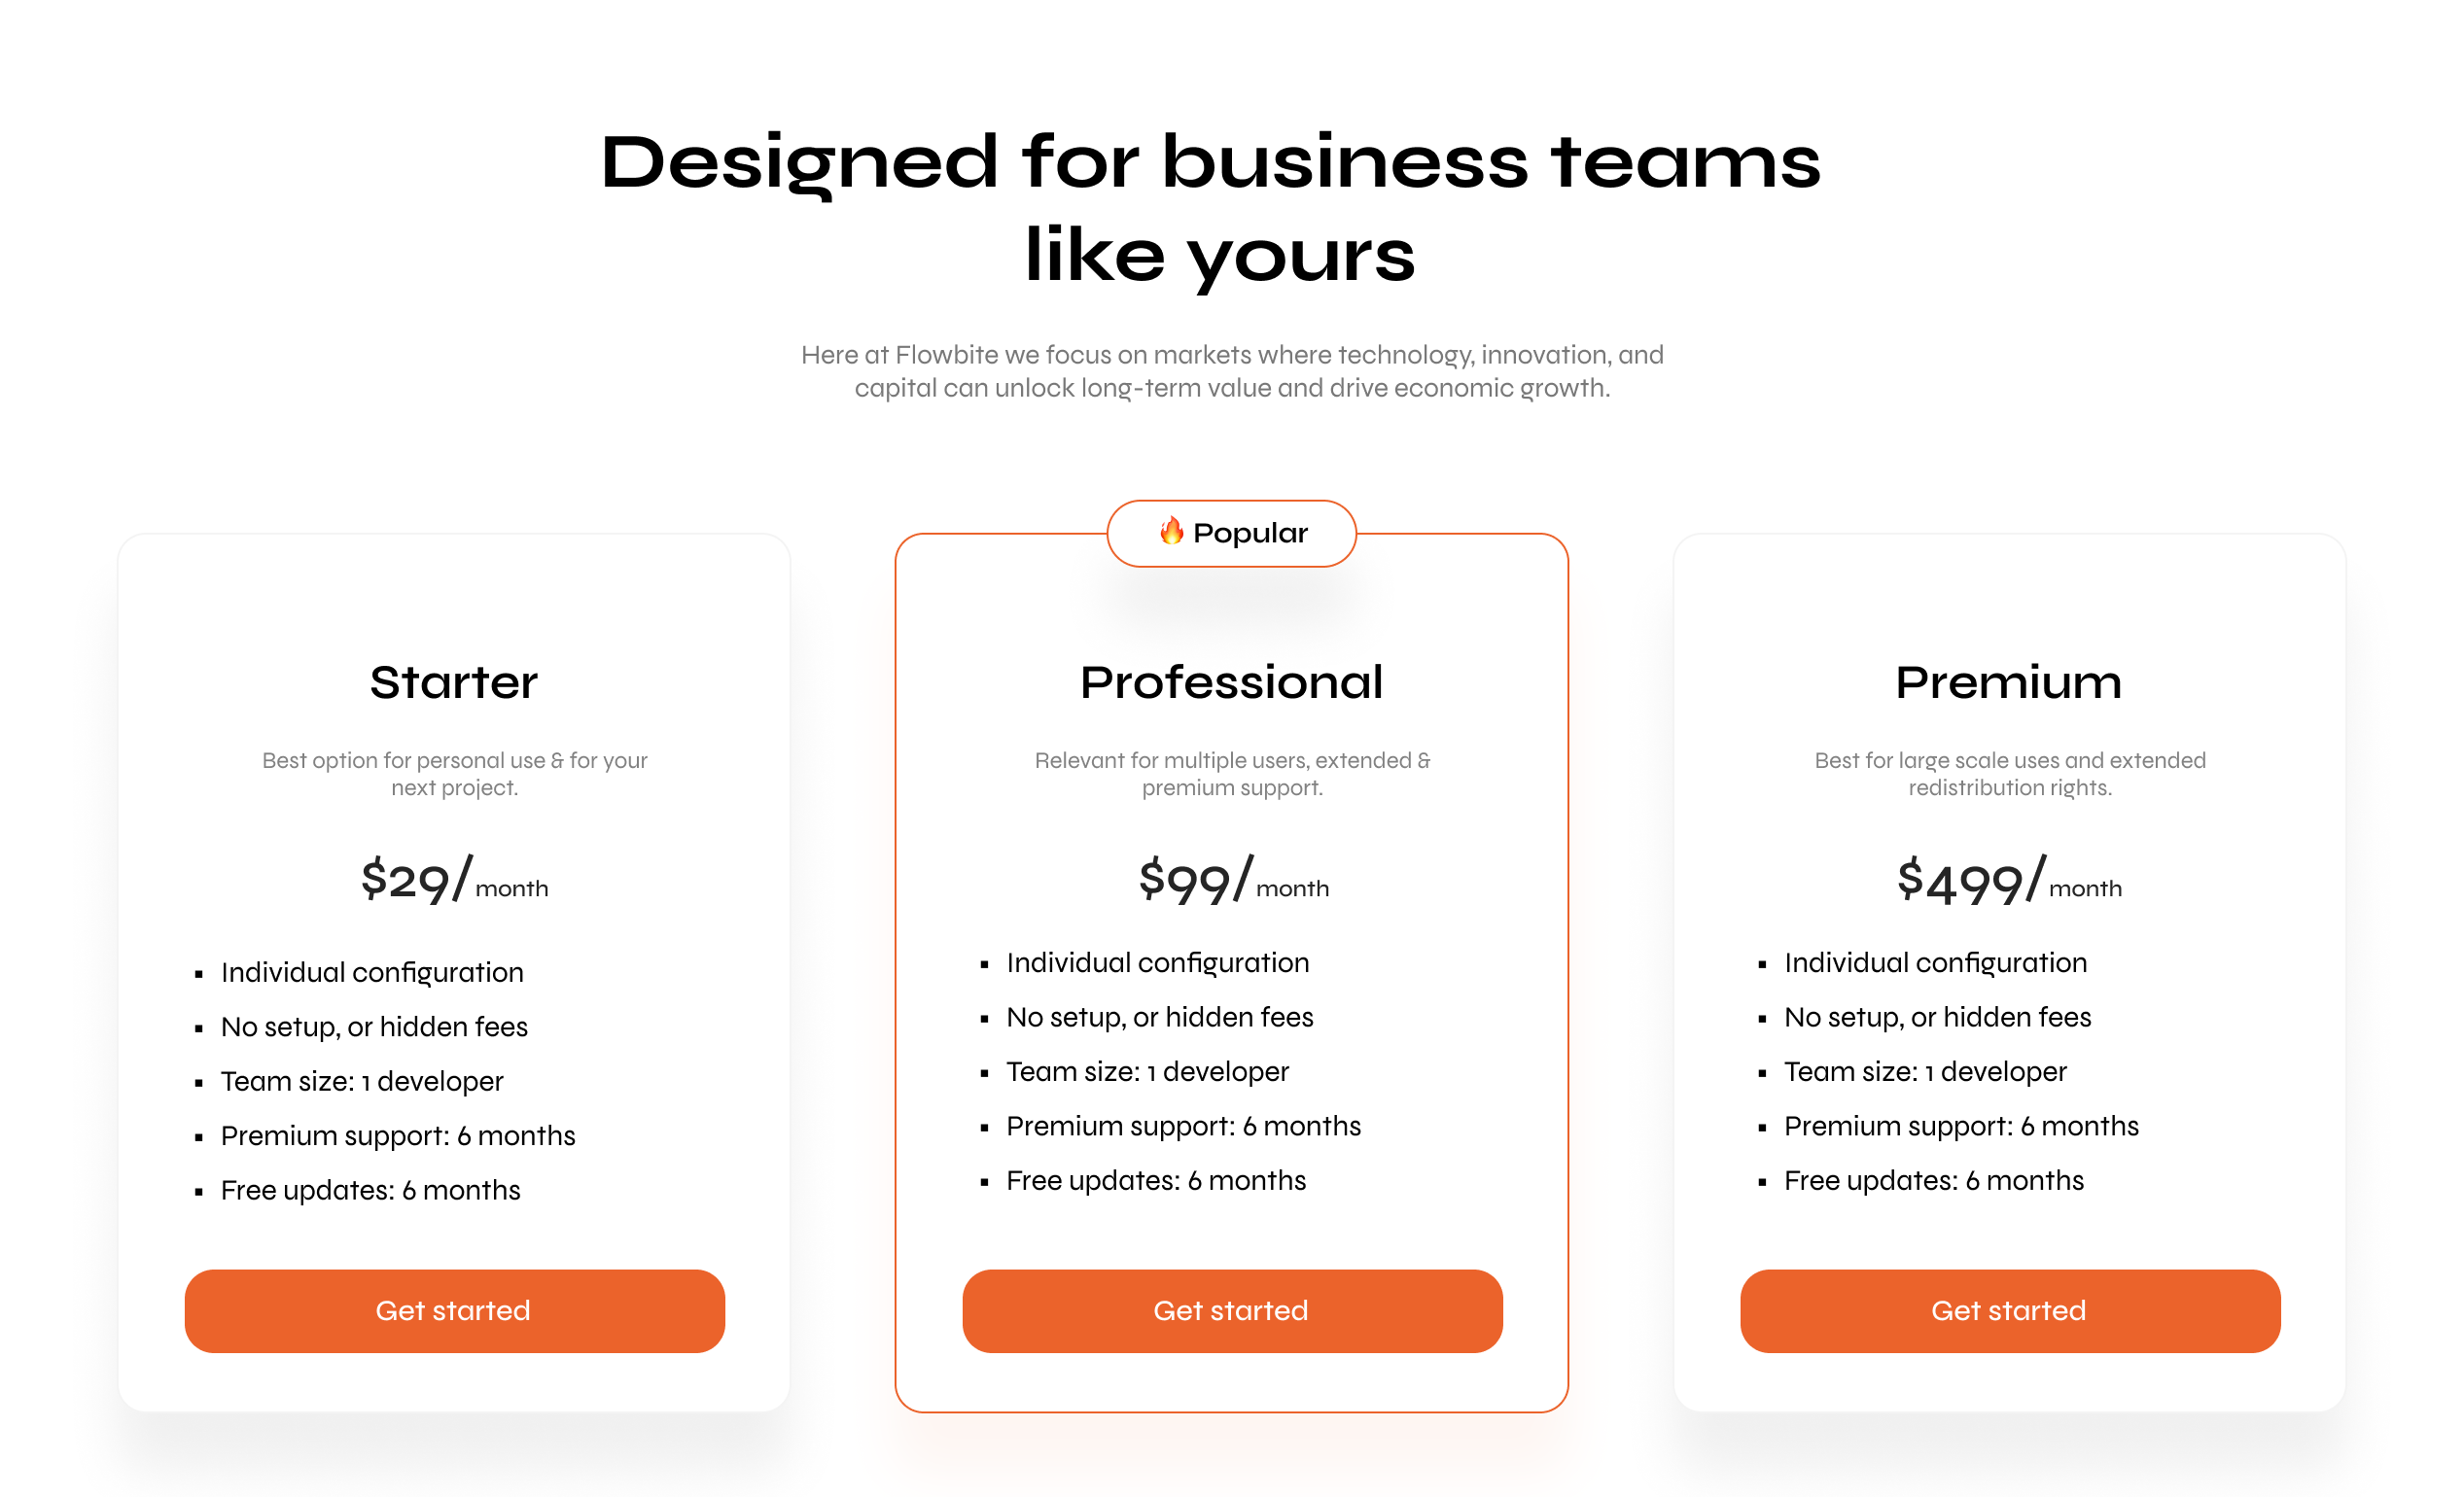 Designed for business teams
like yours
Here at Flowbite we focus on markets where technology, innovation, and
capital can unlock long-term value and drive economic growth.
🔥 Popular
Starter
Best option for personal use & for your
next project.
$29/month
▪ Individual configuration
▪ No setup, or hidden fees
▪ Team size: 1 developer
▪ Premium support: 6 months
▪ Free updates: 6 months
Get started
Professional
Relevant for multiple users, extended &
premium support.
$99/month
▪ Individual configuration
▪ No setup, or hidden fees
▪ Team size: 1 developer
▪ Premium support: 6 months
▪ Free updates: 6 months
Get started
Premium
Best for large scale uses and extended
redistribution rights.
$499/month
▪ Individual configuration
▪ No setup, or hidden fees
▪ Team size: 1 developer
▪ Premium support: 6 months
▪ Free updates: 6 months
Get started